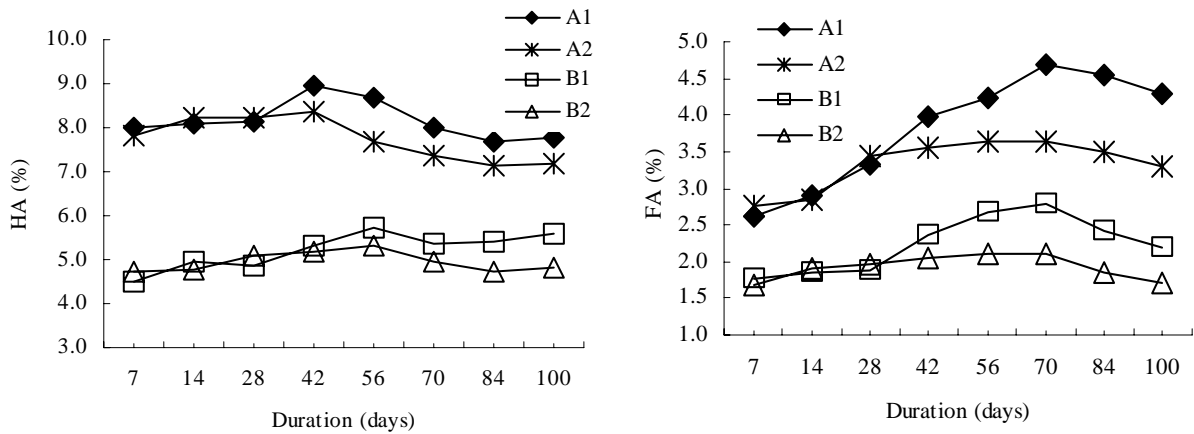 A1
A2
B1
B2
10.0
9.0
8.0
7.0
6.0
5.0
4.0
3.0
HA (%)
7 14 28 42 56 70 84 100
Duration (days)
A1
A2
B1
B2
5.0
4.5
4.0
3.5
3.0
2.5
2.0
1.5
1.0
FA (%)
7 14 28 42 56 70 84 100
Duration (days)